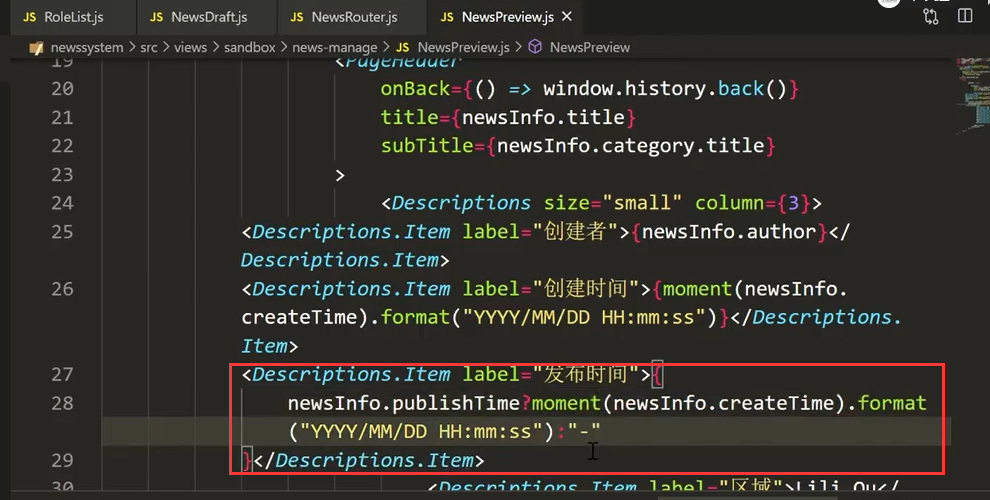 JS RoleList.js JS NewsDraft.js JS NewsRouter.js JS NewsPreview.js ×
newssystem > src > views > sandbox > news-manage > JS NewsPreview.js > NewsPreview
19 <PageHeader
20 onBack={() => window.history.back()}
21 title={newsInfo.title}
22 subTitle={newsInfo.category.title}
23 >
24 <Descriptions size="small" column={3}>
25 <Descriptions.Item label="创建者">{newsInfo.author}</
Descriptions.Item>
26 <Descriptions.Item label="创建时间">{moment(newsInfo.
createTime).format("YYYY/MM/DD HH:mm:ss")}</Descriptions.
Item>
27 <Descriptions.Item label="发布时间">{
28 newsInfo.publishTime?moment(newsInfo.createTime).format
("YYYY/MM/DD HH:mm:ss"):"-"
29 }</Descriptions.Item>
30 <Descriptions.Item label="区域">Lili Qu</